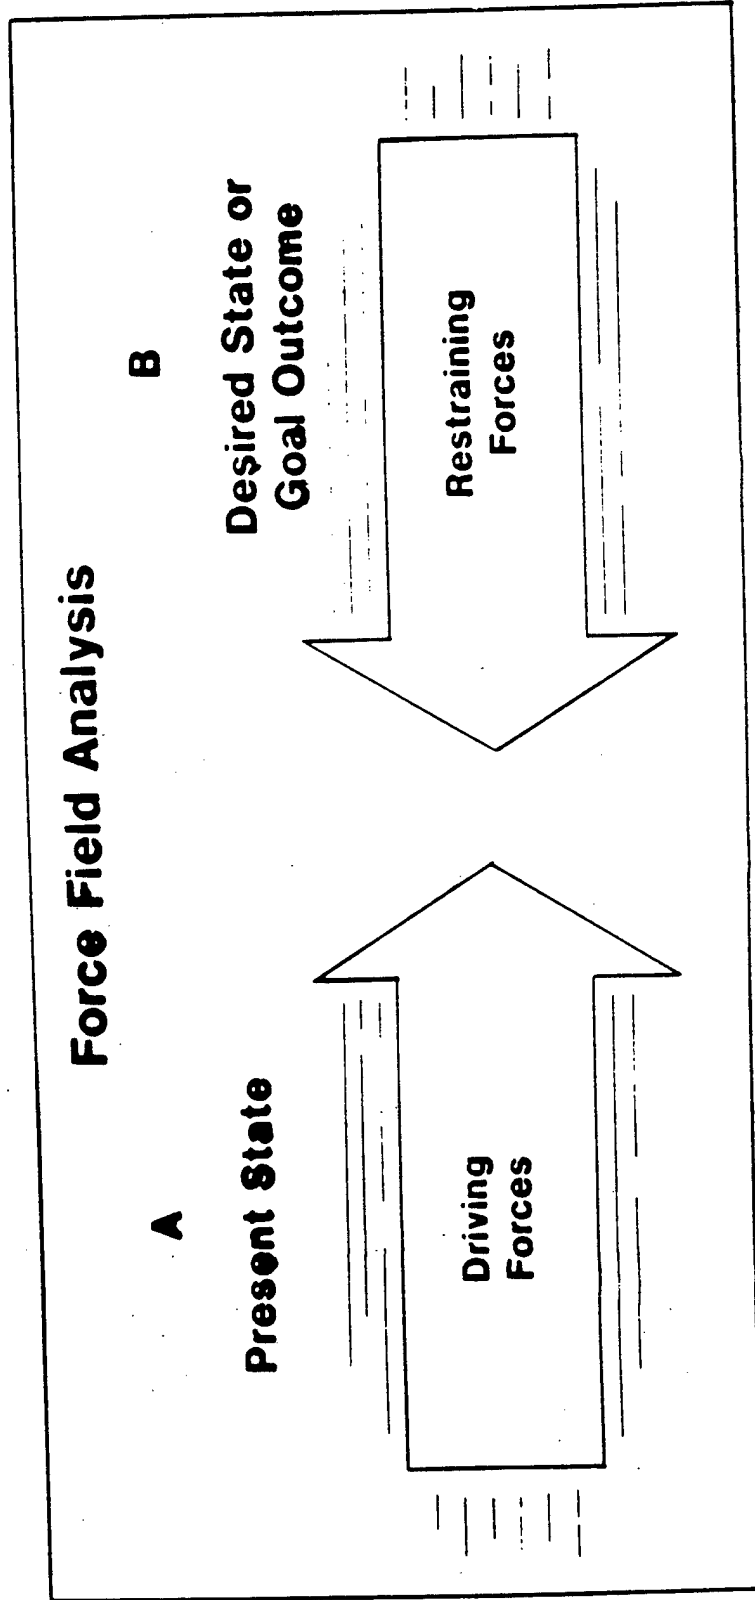 Force Field Analysis
A
Present State
B
Desired State or
Goal Outcome
Driving
Forces
Restraining
Forces